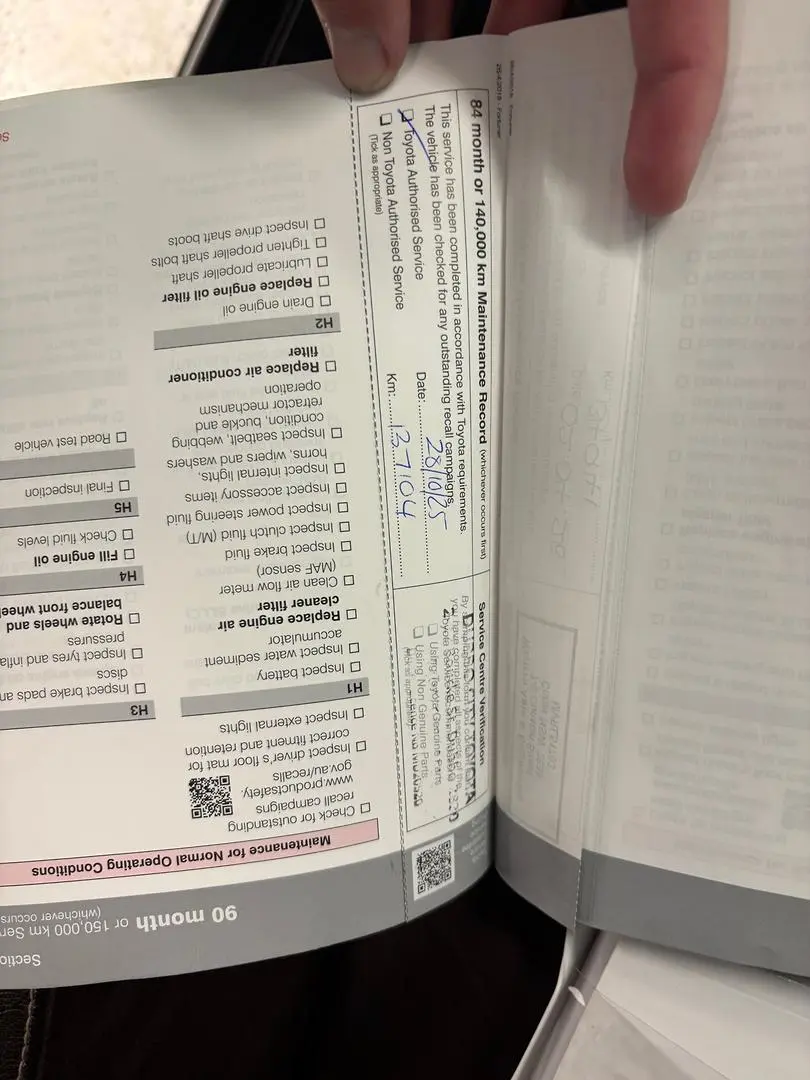 84 month or 140,000 km Maintenance Record (whichever occurs first)
This service has been completed in accordance with Toyota requirements.
The vehicle has been checked for any outstanding recall campaigns.
☑ Toyota Authorised Service
☐ Non Toyota Authorised Service
(Tick as appropriate)
Date: 28/10/25
Km: 137104
Service Centre Verification
DUBBO CITY TOYOTA
☐ Using Toyota Genuine Parts
☐ Using Non Genuine Parts
(tick as appropriate)
26/4/2018 - Fortuner
90 month or 150,000 km
(whichever occurs
Maintenance for Normal Operating Conditions
☐ Check for outstanding
recall campaigns
www.productsafety.
gov.au/recalls
☐ Inspect driver's floor mat for
correct fitment and retention
☐ Inspect external lights
H1
☐ Inspect battery
☐ Inspect water sediment
accumulator
☐ Replace engine air
cleaner filter
☐ Clean air flow meter
(MAF sensor)
☐ Inspect brake fluid
☐ Inspect clutch fluid (M/T)
☐ Inspect power steering fluid
☐ Inspect accessory items
☐ Inspect internal lights,
horns, wipers and washers
☐ Inspect seatbelt, webbing
condition, buckle and
retractor mechanism
operation
☐ Replace air conditioner
filter
H2
☐ Drain engine oil
☐ Replace engine oil filter
☐ Lubricate propeller shaft
☐ Tighten propeller shaft bolts
☐ Inspect drive shaft boots
H3
☐ Inspect brake pads
discs
☐ Inspect tyres and
pressures
☐ Rotate wheels and
balance front
H4
☐ Fill engine oil
☐ Check fluid levels
H5
☐ Final inspection
☐ Road test vehicle